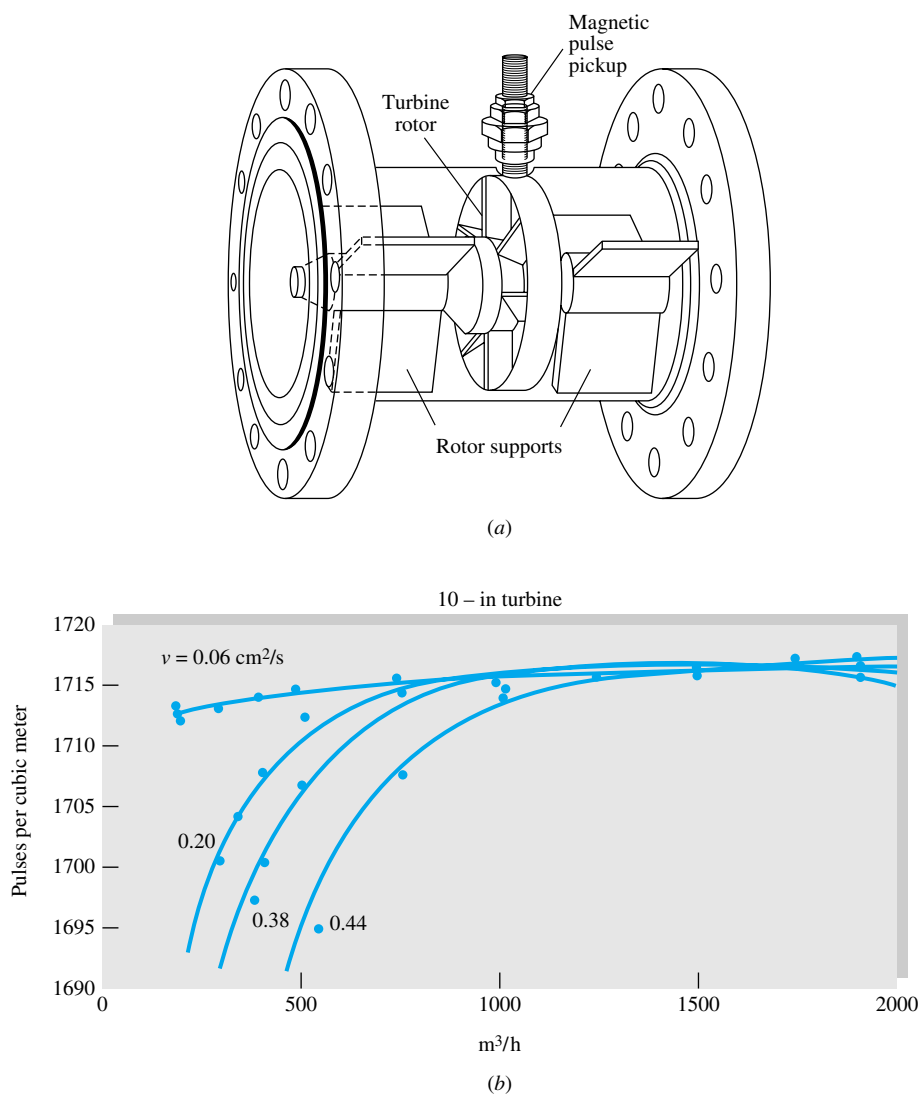 Magnetic
pulse
pickup
Turbine
rotor
Rotor supports
(a)
10 – in turbine
1720
1715
1710
1705
1700
1695
1690
Pulses per cubic meter
v = 0.06 cm²/s
0.20
0.38
0.44
0
500
1000
1500
2000
m³/h
(b)